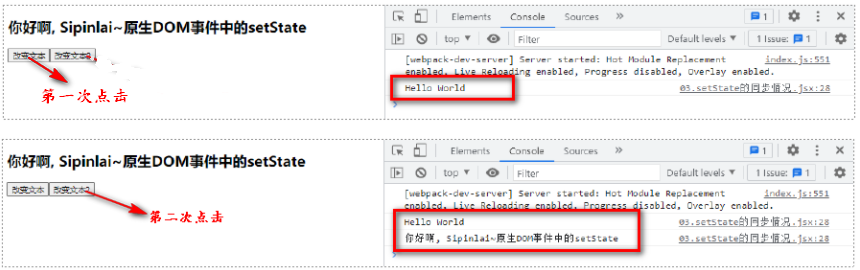 你好啊, Sipinlai~原生DOM事件中的setState
改变文本 改变文本2
第一次点击
Elements Console Sources » 1
top ▼ Filter Default levels ▼ 1 Issue: 1
[webpack-dev-server] Server started: Hot Module Replacement index.js:551
enabled, Live Reloading enabled, Progress disabled, Overlay enabled.
Hello World 03.setState的同步情况.jsx:28
>
你好啊, Sipinlai~原生DOM事件中的setState
改变文本 改变文本2
第二次点击
Elements Console Sources » 1
top ▼ Filter Default levels ▼ 1 Issue: 1
[webpack-dev-server] Server started: Hot Module Replacement index.js:551
enabled, Live Reloading enabled, Progress disabled, Overlay enabled.
Hello World 03.setState的同步情况.jsx:28
你好啊, Sipinlai~原生DOM事件中的setState 03.setState的同步情况.jsx:28
>